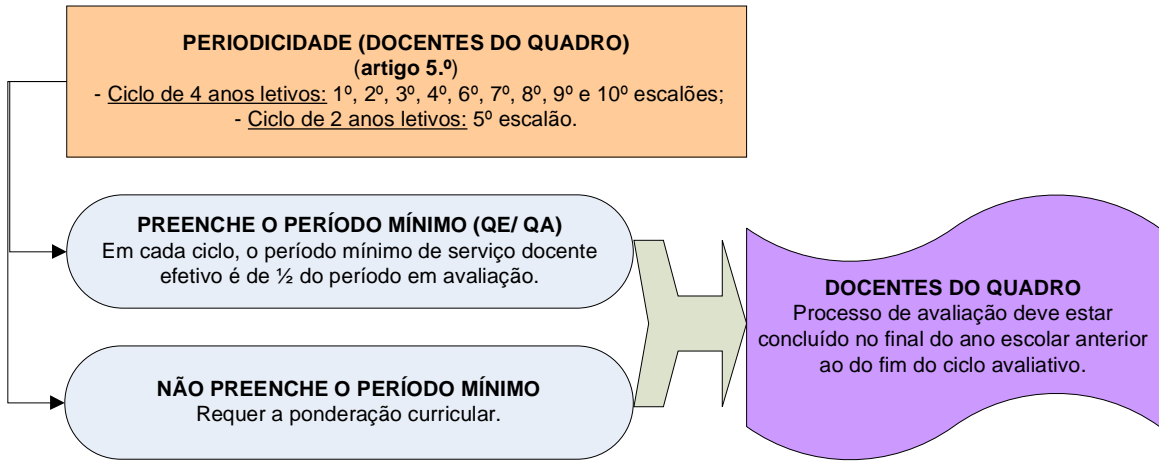 PERIODICIDADE (DOCENTES DO QUADRO)
(artigo 5.º)
- Ciclo de 4 anos letivos: 1º, 2º, 3º, 4º, 6º, 7º, 8º, 9º e 10º escalões;
- Ciclo de 2 anos letivos: 5º escalão.
PREENCHE O PERÍODO MÍNIMO (QE/ QA)
Em cada ciclo, o período mínimo de serviço docente
efetivo é de ½ do período em avaliação.
NÃO PREENCHE O PERÍODO MÍNIMO
Requer a ponderação curricular.
DOCENTES DO QUADRO
Processo de avaliação deve estar
concluído no final do ano escolar anterior
ao do fim do ciclo avaliativo.